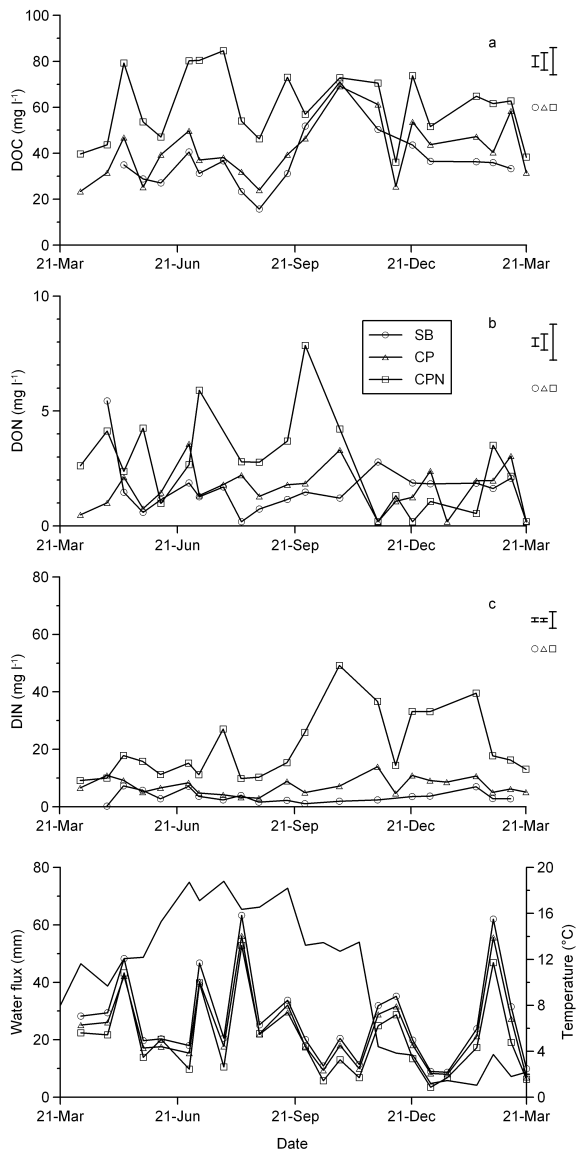 a
100
80
60
40
20
0
DOC (mg l-1)
21-Mar 21-Jun 21-Sep 21-Dec 21-Mar
b
10
5
0
DON (mg l-1)
SB
CP
CPN
21-Mar 21-Jun 21-Sep 21-Dec 21-Mar
c
80
60
40
20
0
DIN (mg l-1)
21-Mar 21-Jun 21-Sep 21-Dec 21-Mar
80
60
40
20
0
Water flux (mm)
20
16
12
8
4
0
Temperature (°C)
21-Mar 21-Jun 21-Sep 21-Dec 21-Mar
Date